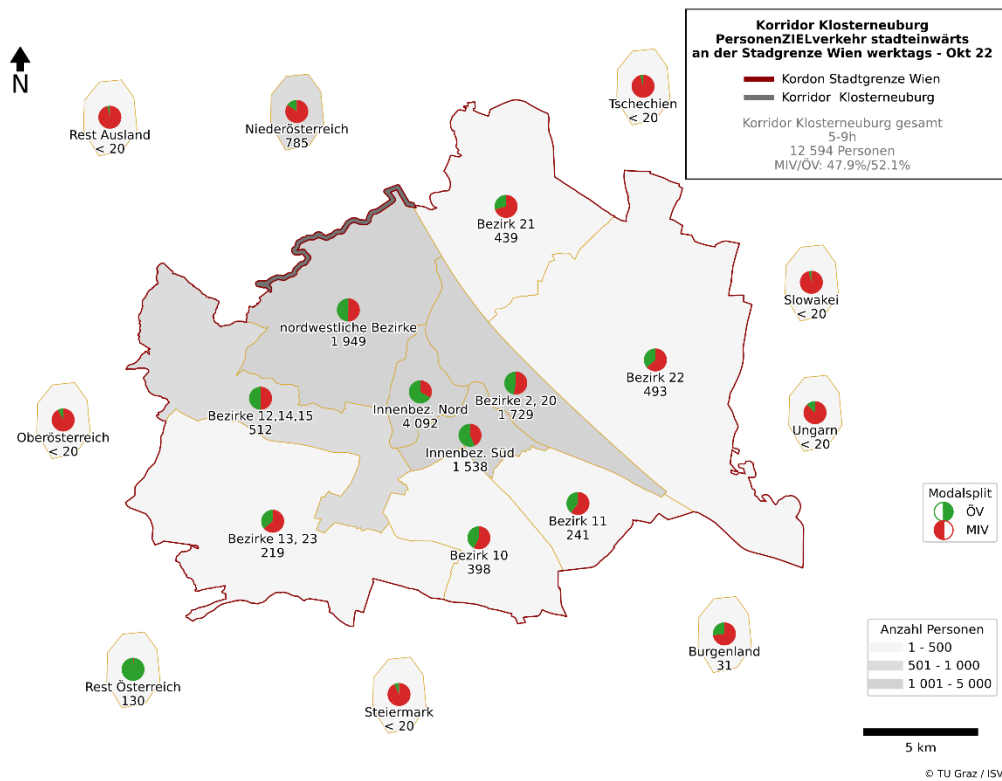 Korridor Klosterneuburg
PersonenZIELverkehr stadteinwärts
an der Stadgrenze Wien werktags - Okt 22
Kordon Stadtgrenze Wien
Korridor Klosterneuburg
Korridor Klosterneuburg gesamt
5-9h
12 594 Personen
MIV/ÖV: 47.9%/52.1%
N
Rest Ausland
< 20
Niederösterreich
785
Tschechien
< 20
Bezirk 21
439
Slowakei
< 20
nordwestliche Bezirke
1 949
Bezirk 22
493
Bezirke 12,14,15
512
Innenbez. Nord
4 092
Bezirke 2, 20
1 729
Oberösterreich
< 20
Ungarn
< 20
Innenbez. Süd
1 538
Bezirke 13, 23
219
Bezirk 10
398
Bezirk 11
241
Modalsplit
ÖV
MIV
Rest Österreich
130
Steiermark
< 20
Burgenland
31
Anzahl Personen
1 - 500
501 - 1 000
1 001 - 5 000
5 km
© TU Graz / ISV